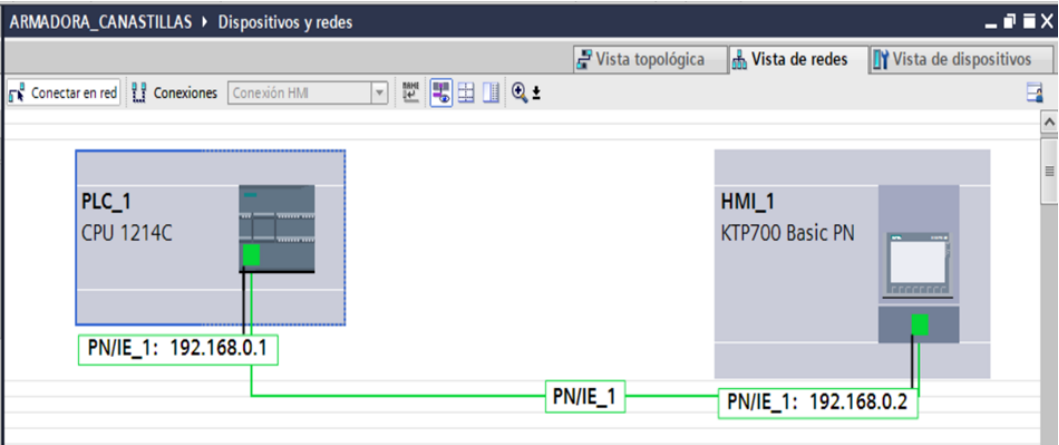 ARMADORA_CANASTILLAS ▸ Dispositivos y redes
Vista topológica
Vista de redes
Vista de dispositivos
Conectar en red
Conexiones
Conexión HMI
PLC_1
CPU 1214C
HMI_1
KTP700 Basic PN
PN/IE_1: 192.168.0.1
PN/IE_1
PN/IE_1: 192.168.0.2